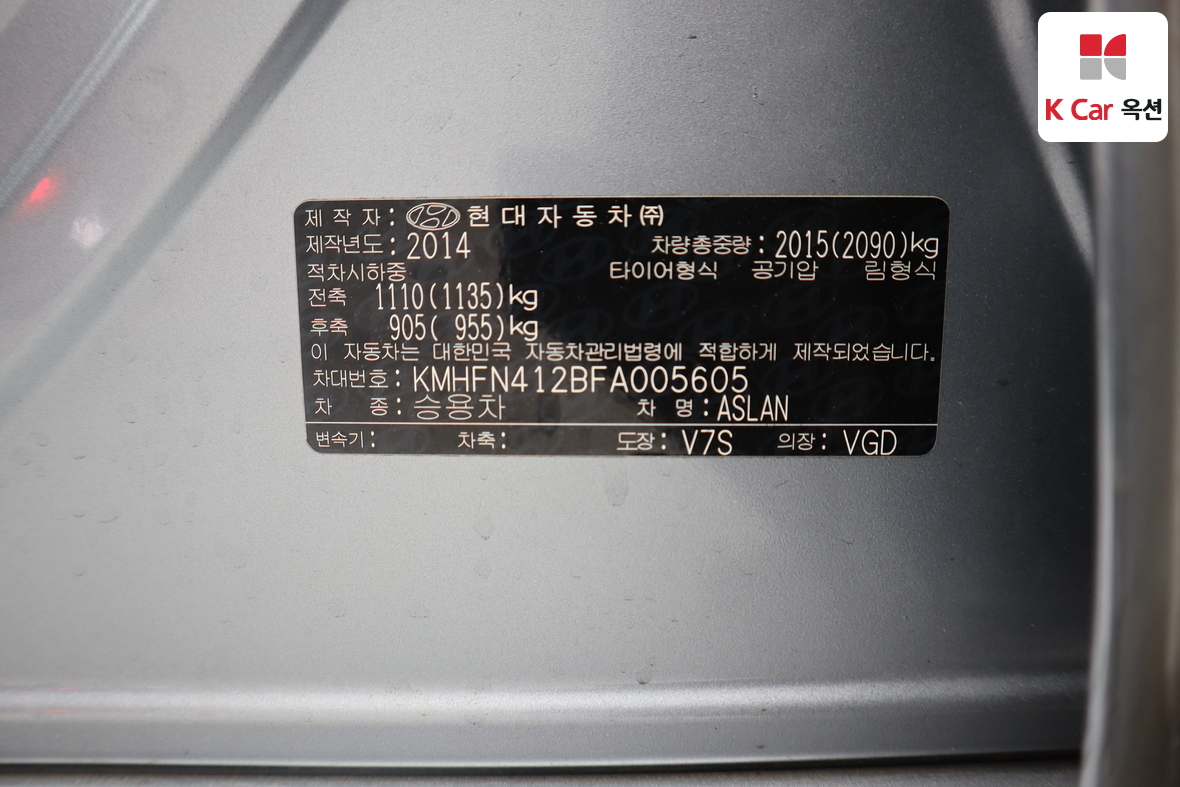 K Car 옥션
제 작 자 : 현 대 자 동 차 ㈜
제작년도 : 2014 차량총중량 : 2015(2090)kg
적차시하중 타이어형식 공기압 림형식
전축 1110(1135)kg
후축 905( 955)kg
이 자동차는 대한민국 자동차관리법령에 적합하게 제작되었습니다.
차대번호 : KMHFN412BFA005605
차 종 : 승용차 차 명 : ASLAN
변속기 : 차축 : 도장 : V7S 의장 : VGD